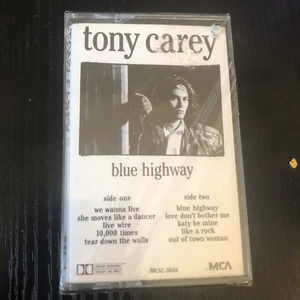 tony carey
blue highway
side one
we wanna live
she moves like a dancer
live wire
10,000 times
tear down the walls
side two
blue highway
love don't bother me
katy be mine
like a rock
out of town woman
MCA